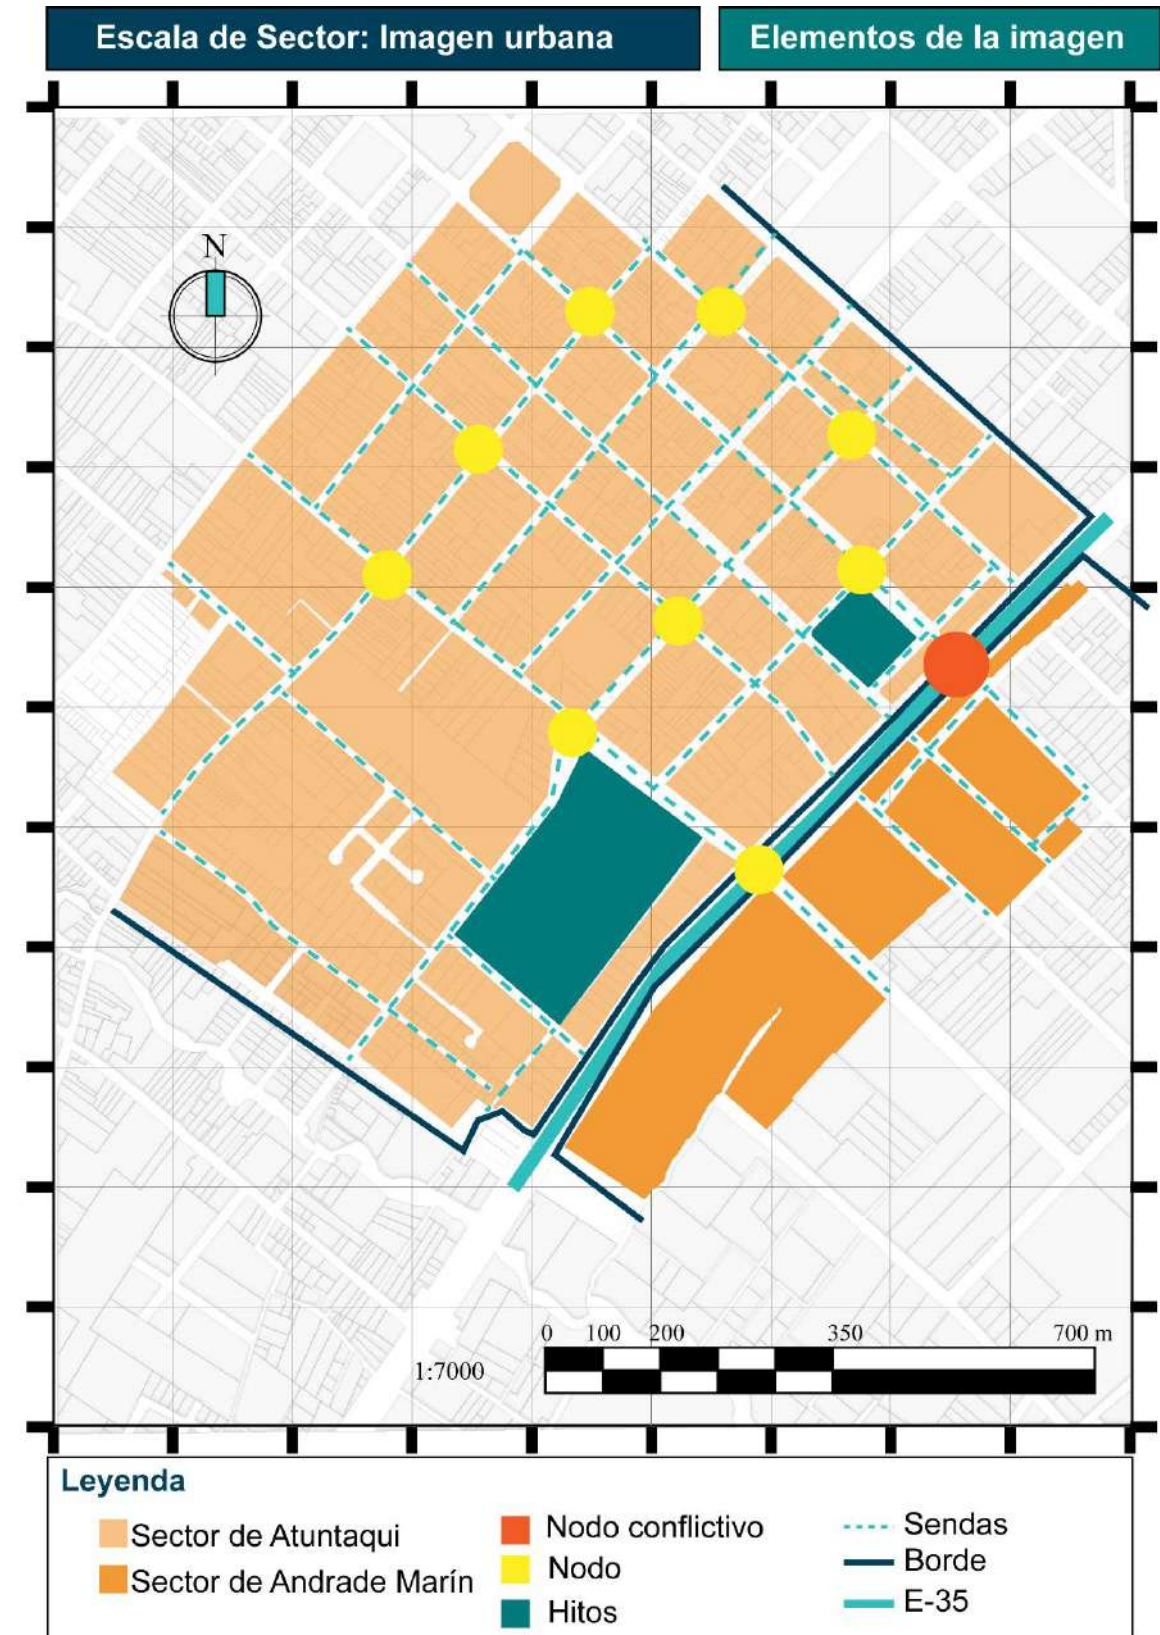 Escala de Sector: Imagen urbana
Elementos de la imagen
N
0 100 200 350 700 m
1:7000
Leyenda
Sector de Atuntaqui
Sector de Andrade Marín
Nodo conflictivo
Nodo
Hitos
Sendas
Borde
E-35